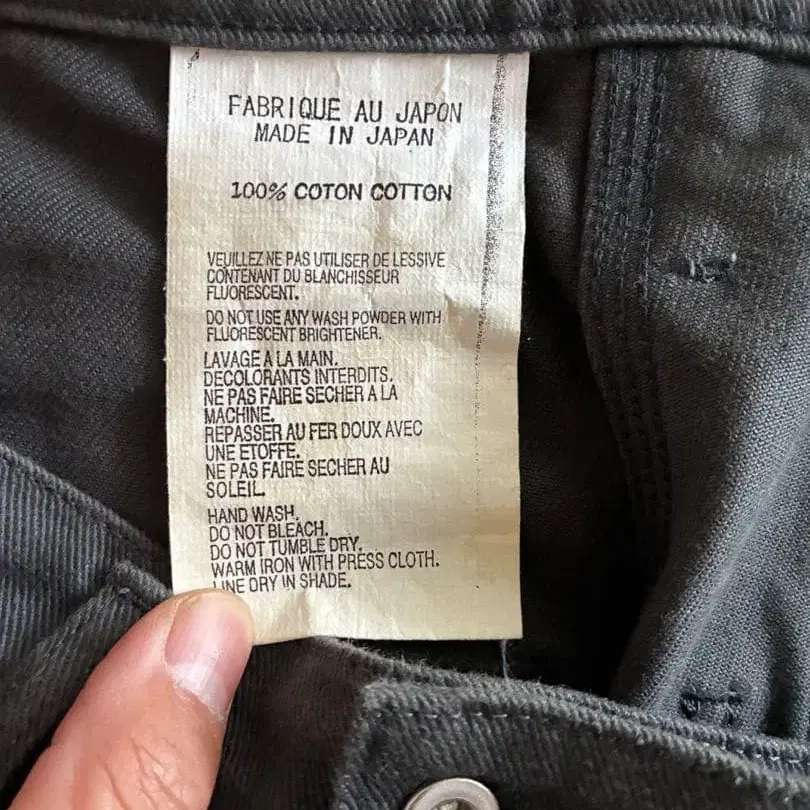 FABRIQUE AU JAPON
MADE IN JAPAN
100% COTON COTTON
VEUILLEZ NE PAS UTILISER DE LESSIVE
CONTENANT DU BLANCHISSEUR
FLUORESCENT.
DO NOT USE ANY WASH POWDER WITH
FLUORESCENT BRIGHTENER.
LAVAGE A LA MAIN.
DECOLORANTS INTERDITS.
NE PAS FAIRE SECHER A LA
MACHINE.
REPASSER AU FER DOUX AVEC
UNE ETOFFE.
NE PAS FAIRE SECHER AU
SOLEIL.
HAND WASH.
DO NOT BLEACH.
DO NOT TUMBLE DRY.
WARM IRON WITH PRESS CLOTH.
LINE DRY IN SHADE.